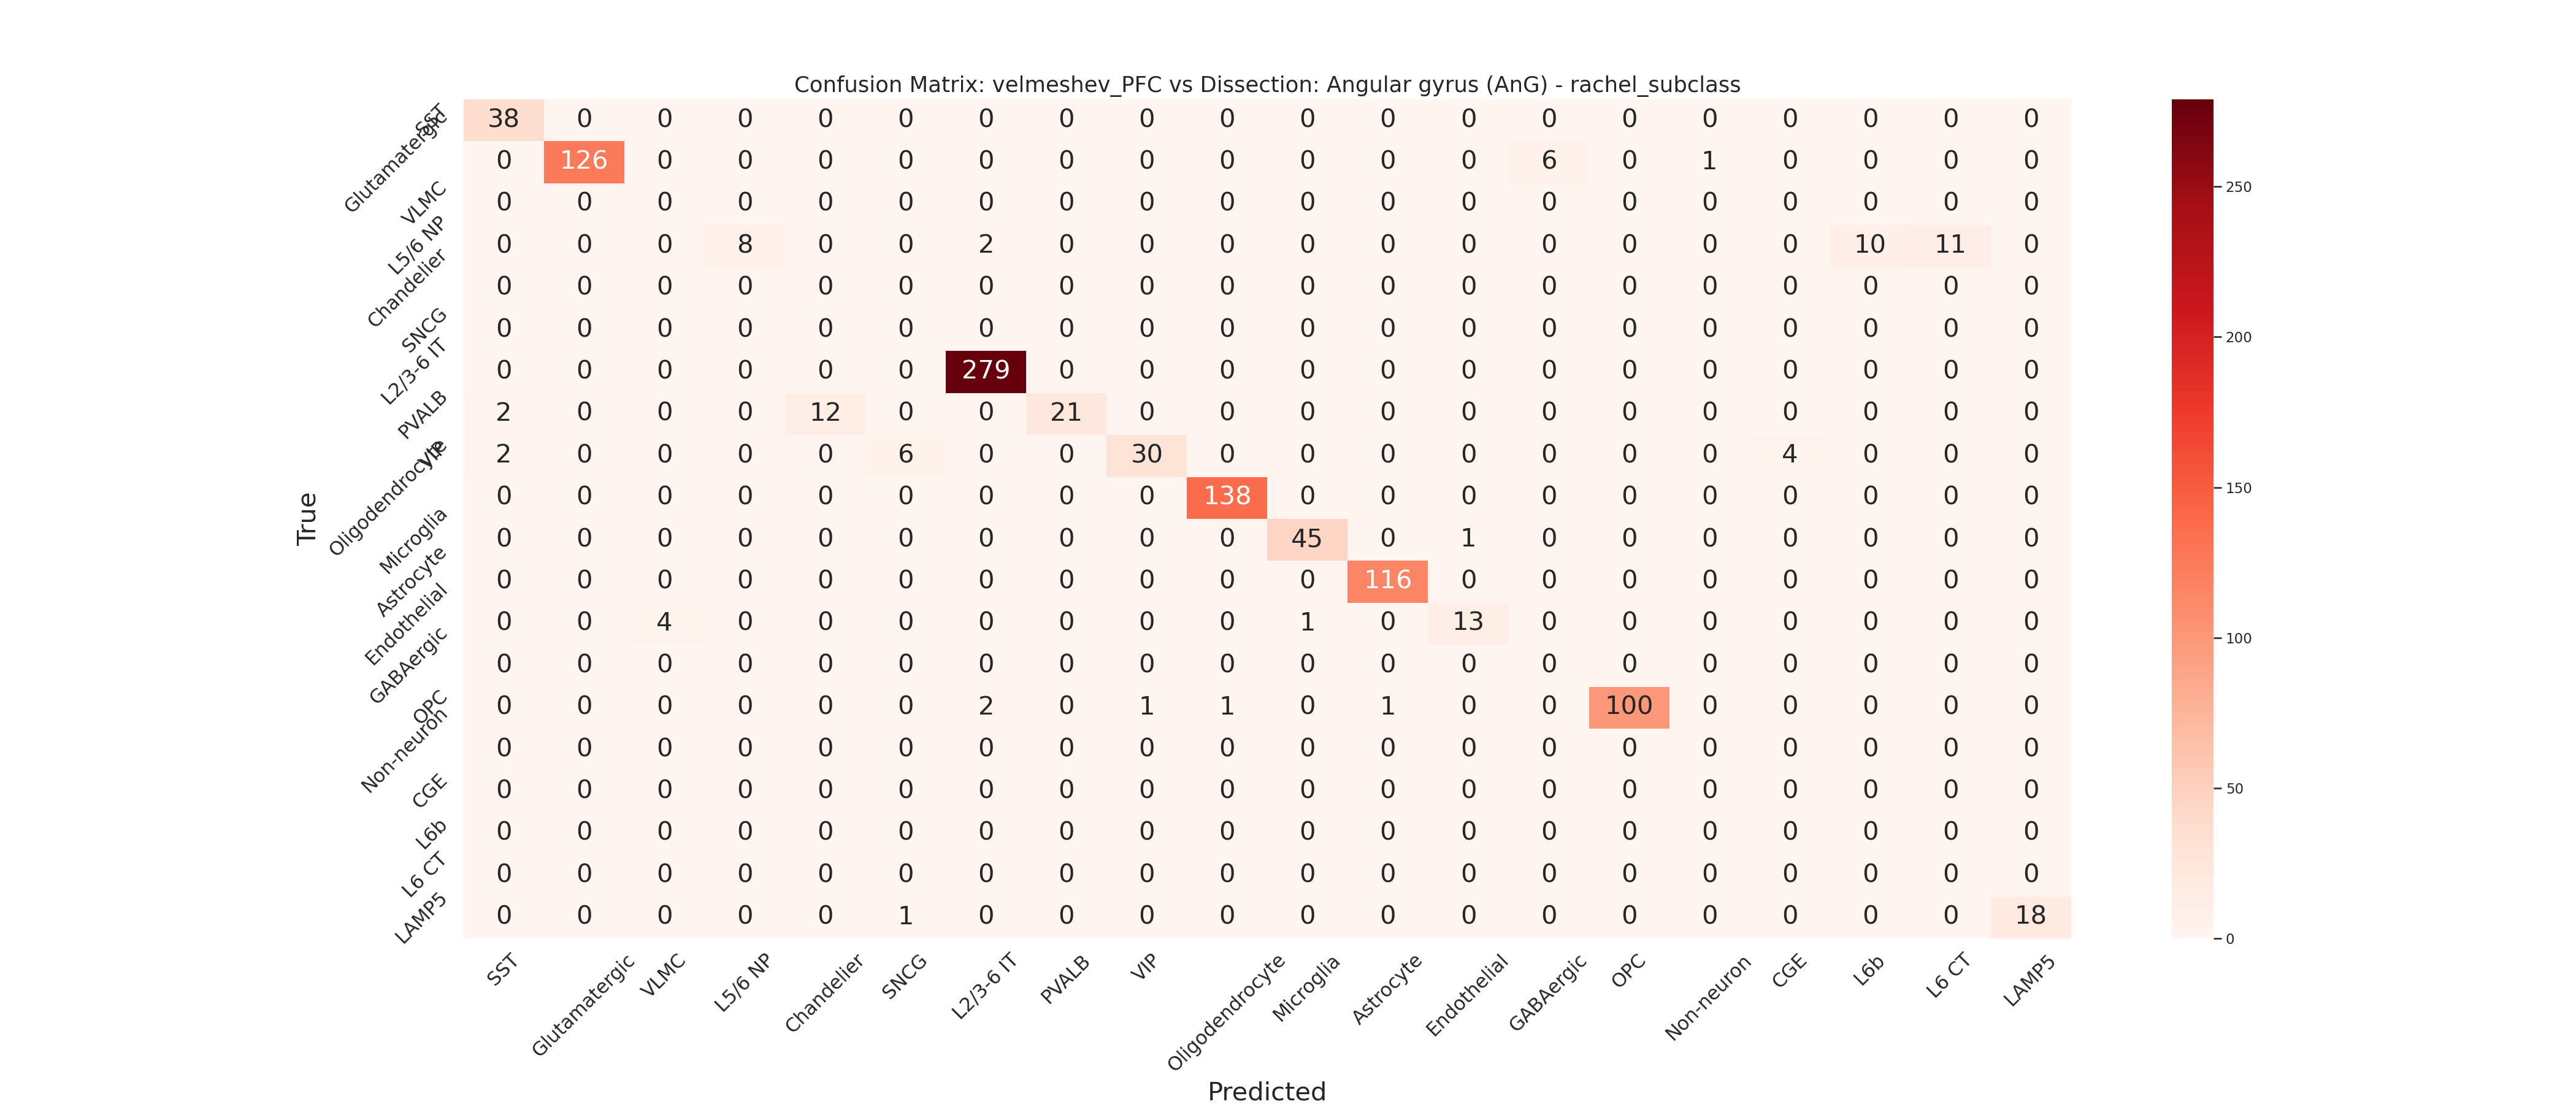 Confusion Matrix: velmeshev_PFC vs Dissection: Angular gyrus (AnG) - rachel_subclass
SST 38 0 0 0 0 0 0 0 0 0 0 0 0 0 0 0 0 0 0 0
Glutamatergic 0 126 0 0 0 0 0 0 0 0 0 0 0 6 0 1 0 0 0 0
VLMC 0 0 0 0 0 0 0 0 0 0 0 0 0 0 0 0 0 0 0 0
L5/6 NP 0 0 0 8 0 0 2 0 0 0 0 0 0 0 0 0 0 10 11 0
Chandelier 0 0 0 0 0 0 0 0 0 0 0 0 0 0 0 0 0 0 0 0
SNCG 0 0 0 0 0 0 0 0 0 0 0 0 0 0 0 0 0 0 0 0
L2/3-6 IT 0 0 0 0 0 0 279 0 0 0 0 0 0 0 0 0 0 0 0 0
PVALB 2 0 0 0 12 0 0 21 0 0 0 0 0 0 0 0 0 0 0 0
VIP 2 0 0 0 0 6 0 0 30 0 0 0 0 0 0 0 4 0 0 0
Oligodendrocyte 0 0 0 0 0 0 0 0 0 138 0 0 0 0 0 0 0 0 0 0
Microglia 0 0 0 0 0 0 0 0 0 0 45 0 1 0 0 0 0 0 0 0
Astrocyte 0 0 0 0 0 0 0 0 0 0 0 116 0 0 0 0 0 0 0 0
Endothelial 0 0 4 0 0 0 0 0 0 0 1 0 13 0 0 0 0 0 0 0
GABAergic 0 0 0 0 0 0 0 0 0 0 0 0 0 0 0 0 0 0 0 0
OPC 0 0 0 0 0 0 2 0 1 1 0 1 0 0 100 0 0 0 0 0
Non-neuron 0 0 0 0 0 0 0 0 0 0 0 0 0 0 0 0 0 0 0 0
CGE 0 0 0 0 0 0 0 0 0 0 0 0 0 0 0 0 0 0 0 0
L6b 0 0 0 0 0 0 0 0 0 0 0 0 0 0 0 0 0 0 0 0
L6 CT 0 0 0 0 0 0 0 0 0 0 0 0 0 0 0 0 0 0 0 0
LAMP5 0 0 0 0 0 1 0 0 0 0 0 0 0 0 0 0 0 0 0 18
SST Glutamatergic VLMC L5/6 NP Chandelier SNCG L2/3-6 IT PVALB VIP Oligodendrocyte Microglia Astrocyte Endothelial GABAergic OPC Non-neuron CGE L6b L6 CT LAMP5
Predicted
True
250
200
150
100
50
0